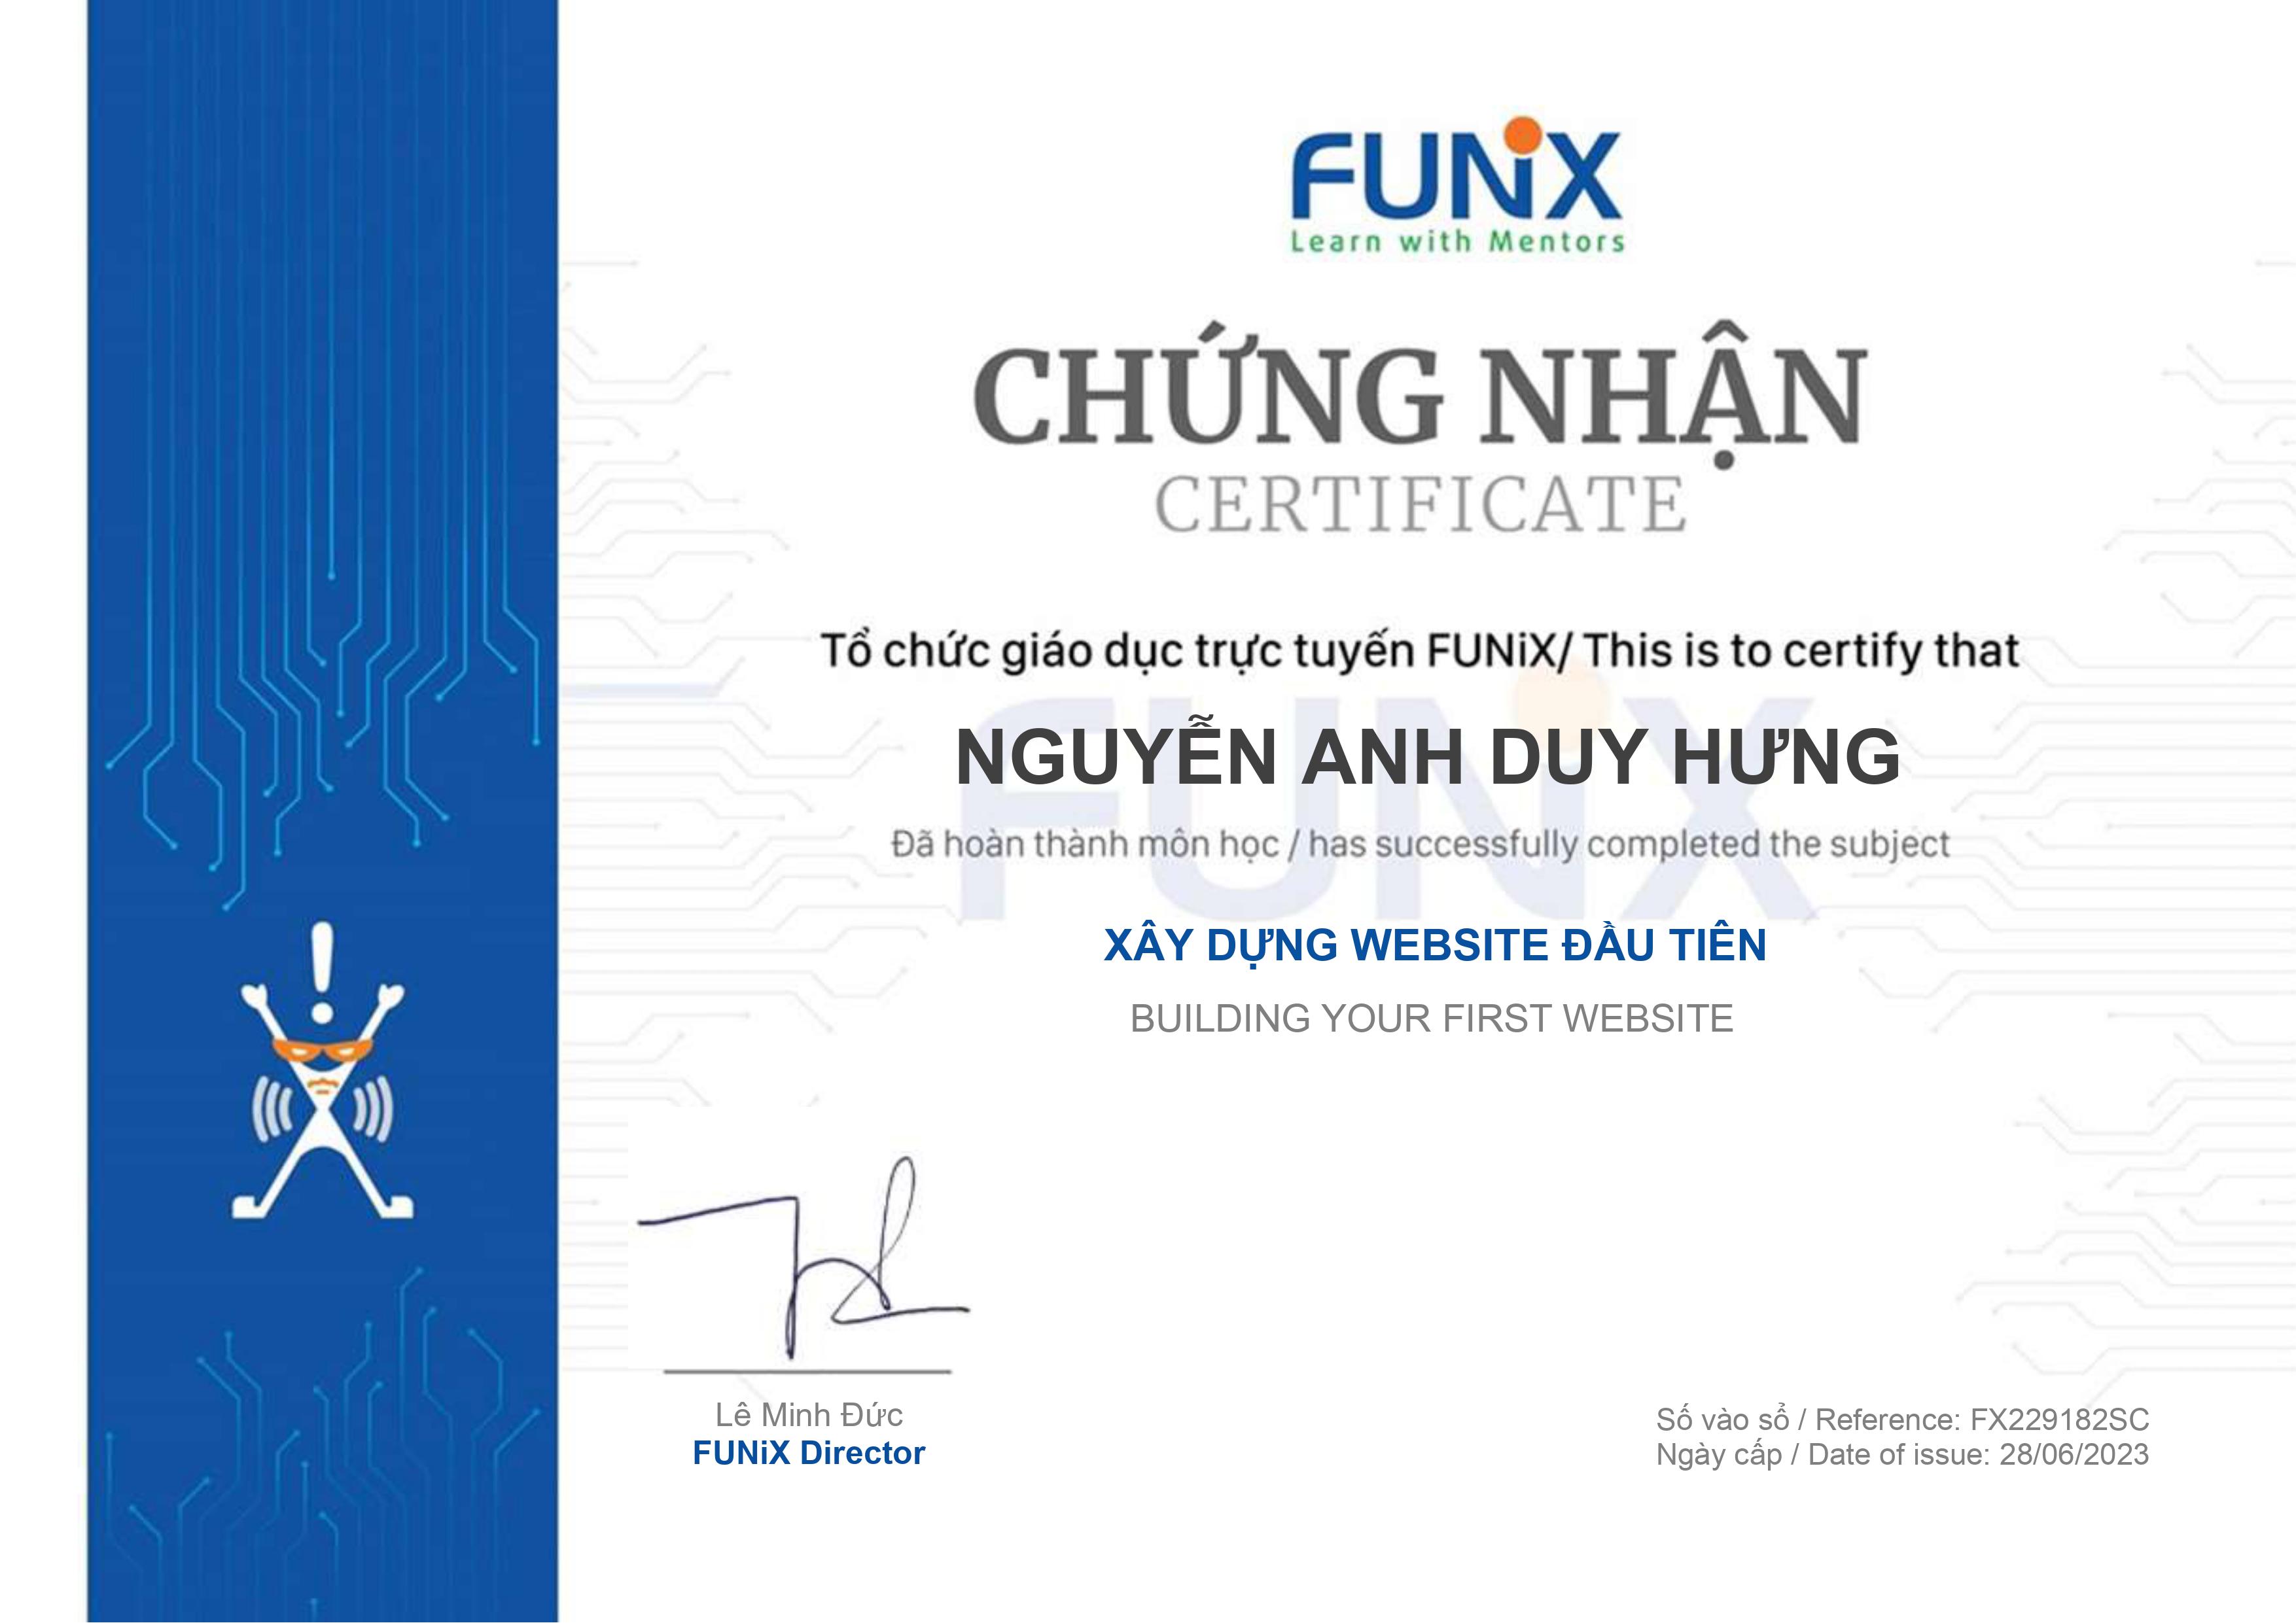 FUNiX
Learn with Mentors
CHỨNG NHẬN
CERTIFICATE
Tổ chức giáo dục trực tuyến FUNiX/ This is to certify that
NGUYỄN ANH DUY HƯNG
Đã hoàn thành môn học / has successfully completed the subject
XÂY DỰNG WEBSITE ĐẦU TIÊN
BUILDING YOUR FIRST WEBSITE
Lê Minh Đức
FUNiX Director
Số vào sổ / Reference: FX229182SC
Ngày cấp / Date of issue: 28/06/2023